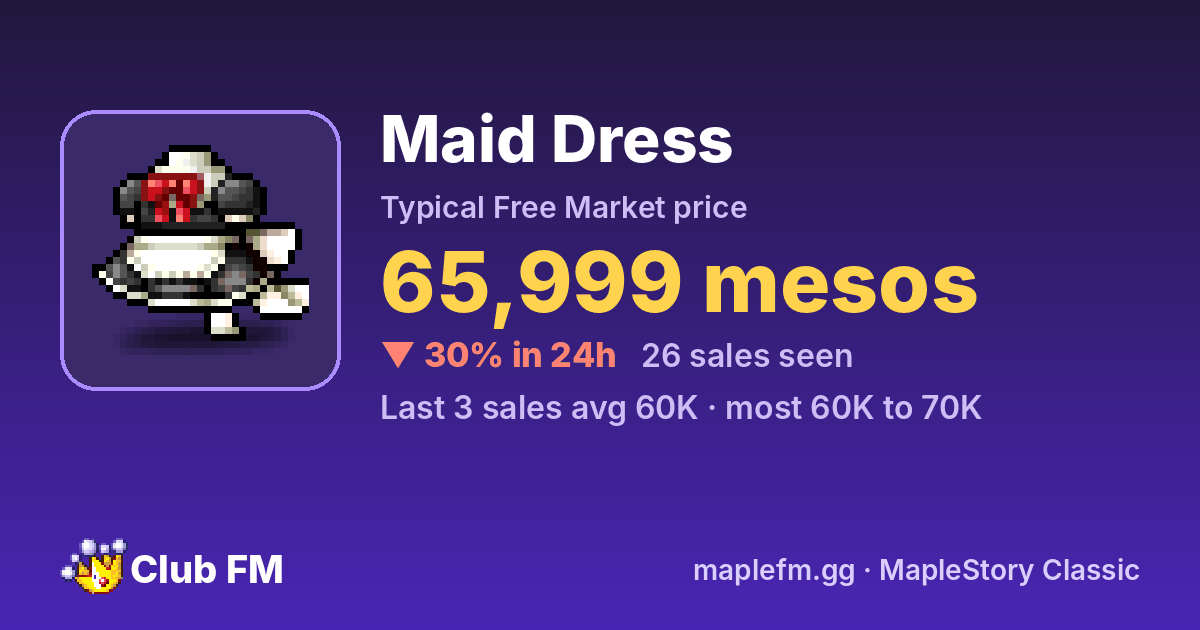 Maid Dress
Typical Free Market price
65,999 mesos
▼ 30% in 24h 26 sales seen
Last 3 sales avg 60K · most 60K to 70K
Club FM
maplefm.gg · MapleStory Classic